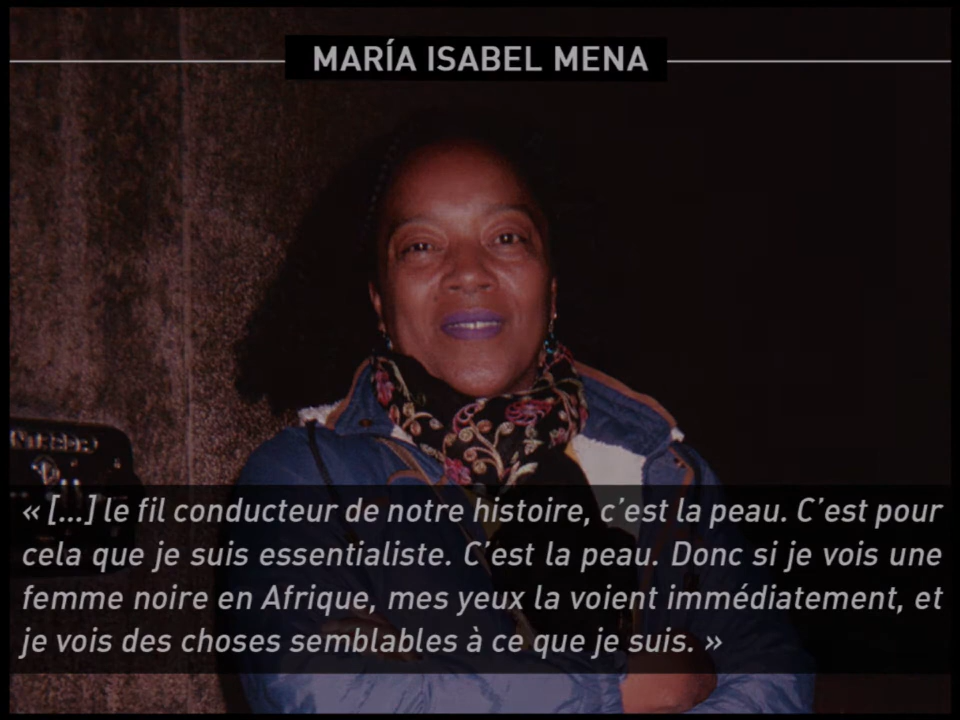 MARÍA ISABEL MENA
« [...] le fil conducteur de notre histoire, c'est la peau. C'est pour
cela que je suis essentialiste. C'est la peau. Donc si je vois une
femme noire en Afrique, mes yeux la voient immédiatement, et
je vois des choses semblables à ce que je suis. »